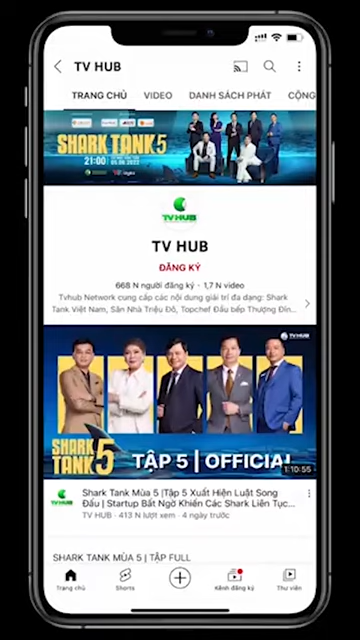 TV HUB
TRANG CHỦ VIDEO DANH SÁCH PHÁT CỘNG
SHARK TANK 5
21:00
TV HUB
TV HUB
ĐĂNG KÝ
668 N người đăng ký · 1,7 N video
Tvhub Network cung cấp các nội dung giải trí đa dạng: Shark
Tank Việt Nam, Săn Nhà Triệu Đô, Topchef Đầu bếp Thượng Đỉn...
TV HUB
SHARK
TANK 5
TẬP 5 | OFFICIAL
1:10:55
TV HUB
Shark Tank Mùa 5 |Tập 5 Xuất Hiện Luật Song
Đấu | Startup Bất Ngờ Khiến Các Shark Liên Tục...
TV HUB · 413 N lượt xem · 4 ngày trước
SHARK TANK MÙA 5 | TẬP FULL
Trang chủ Shorts Kênh đăng ký Thư viện